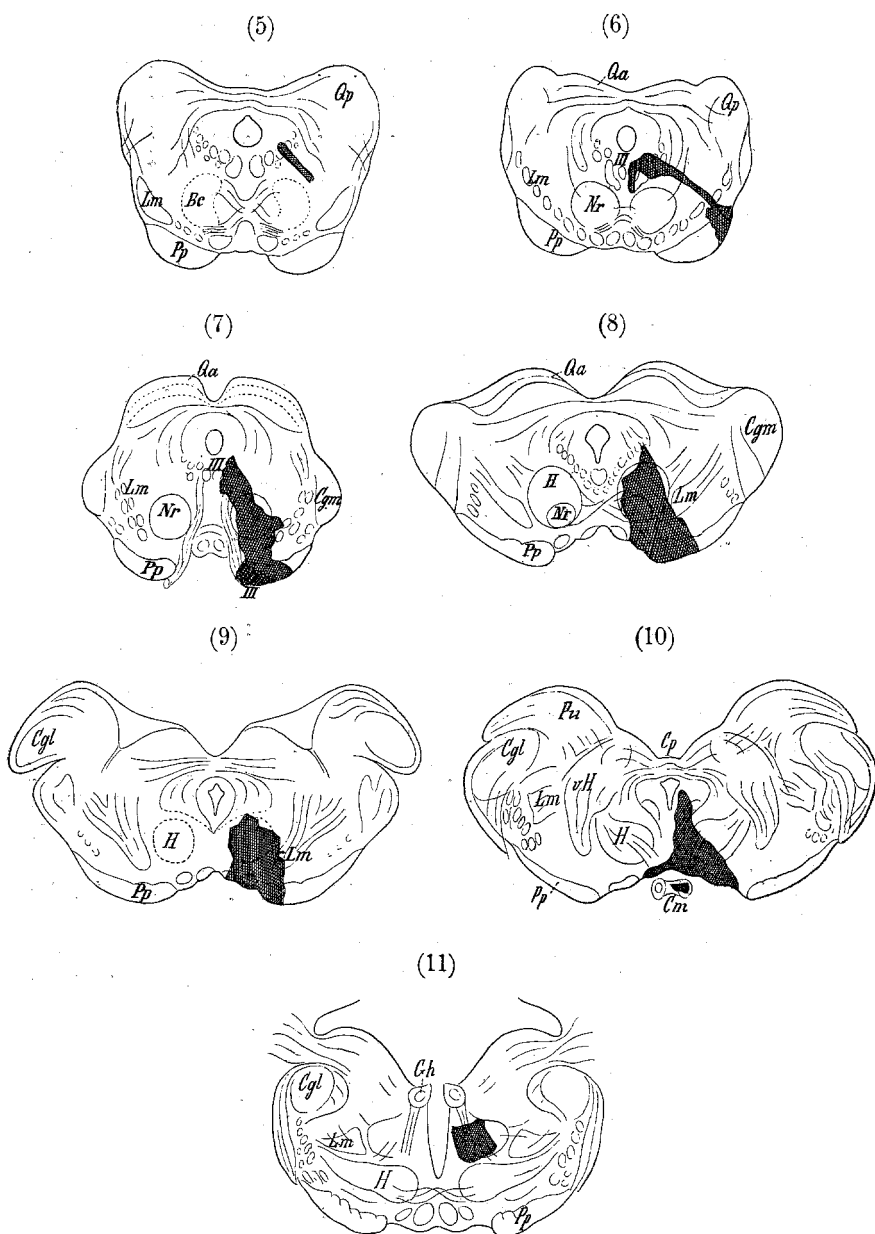 (5)
Qp
Lm
Bc
Pp
(6)
Qa
Qp
III
Lm
Nr
Pp
(7)
Qa
III
Lm
Cgm
Nr
Pp
III
(8)
Qa
Cgm
H
Lm
Nr
Pp
(9)
Cgl
H
Lm
Pp
(10)
Pu
Cgl
Cp
Lm
vH
H
Pp
Cm
(11)
Gh
Cgl
Lm
H
Pp